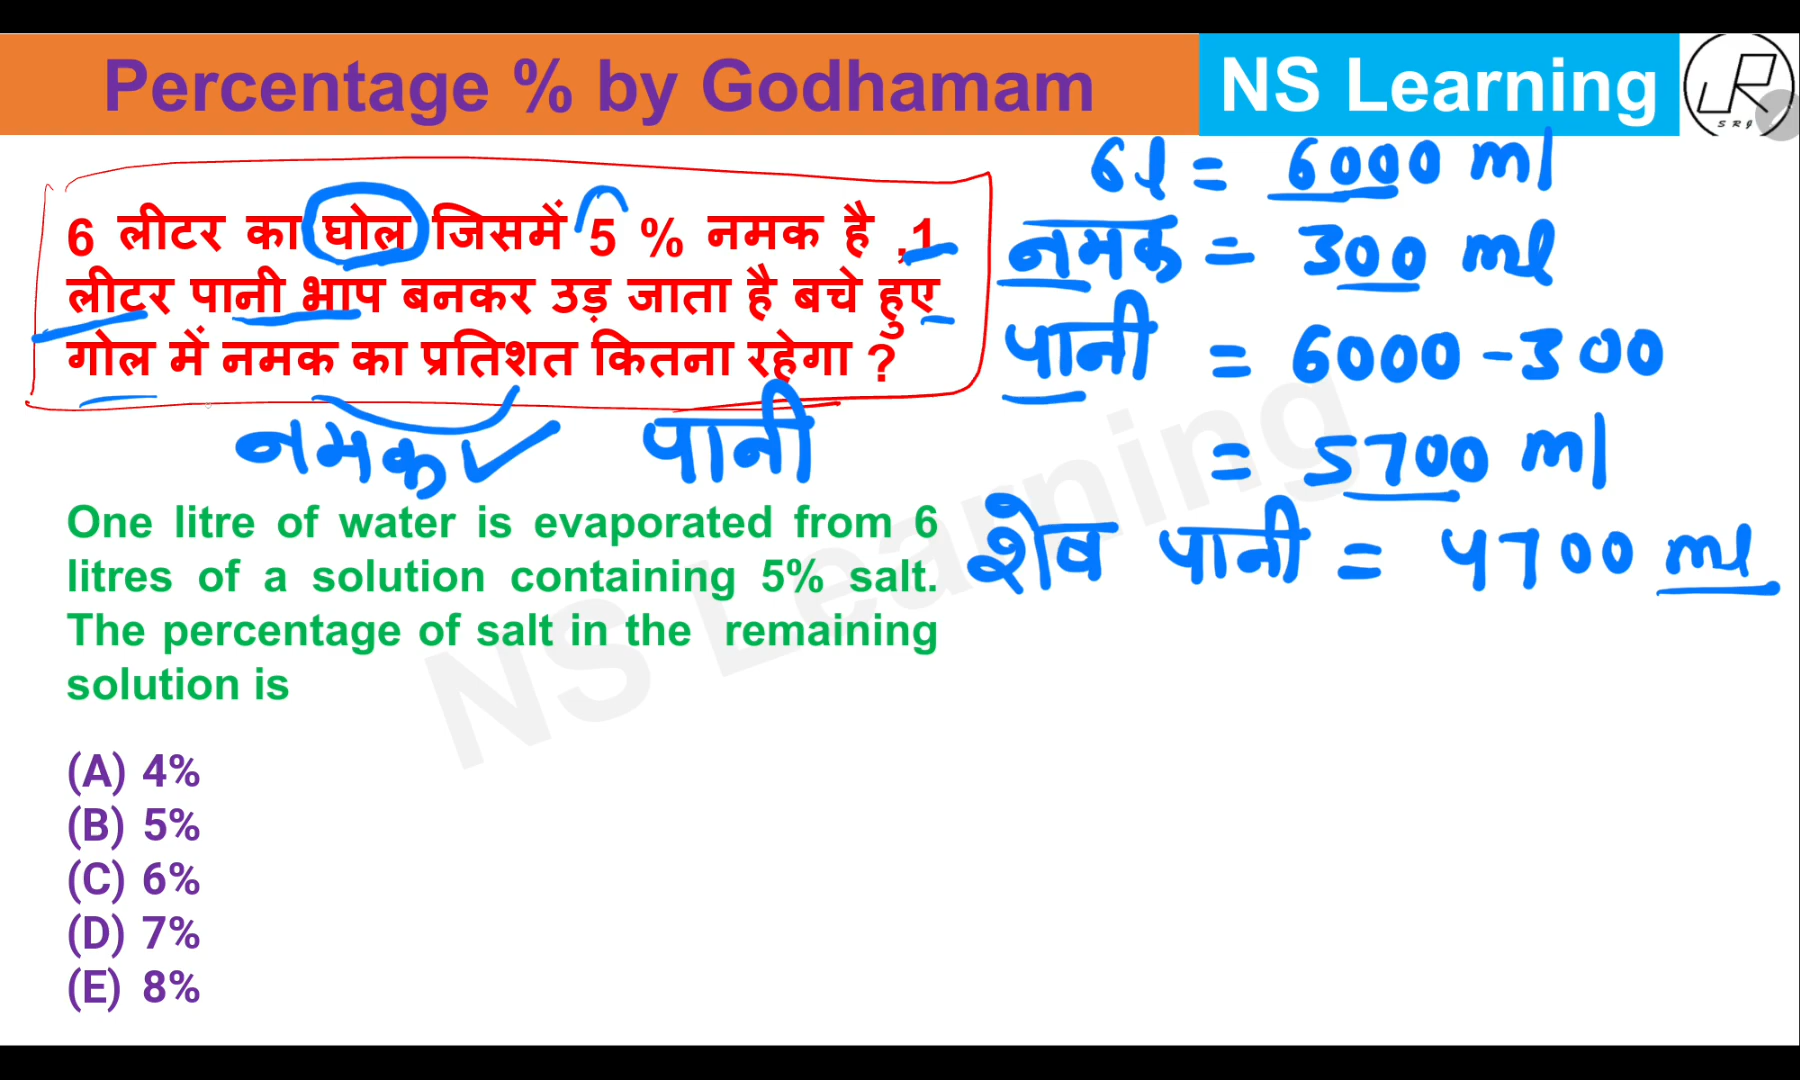 Percentage % by Godhamam
NS Learning
SRJ
6 लीटर का घोल जिसमें 5 % नमक है ,1
लीटर पानी भाप बनकर उड़ जाता है बचे हुए
गोल में नमक का प्रतिशत कितना रहेगा ?
नमक पानी
One litre of water is evaporated from 6
litres of a solution containing 5% salt.
The percentage of salt in the remaining
solution is
(A) 4%
(B) 5%
(C) 6%
(D) 7%
(E) 8%
6l = 6000 ml
नमक = 300 ml
पानी = 6000 - 300
= 5700 ml
शेष पानी = 4700 ml
NS Learning